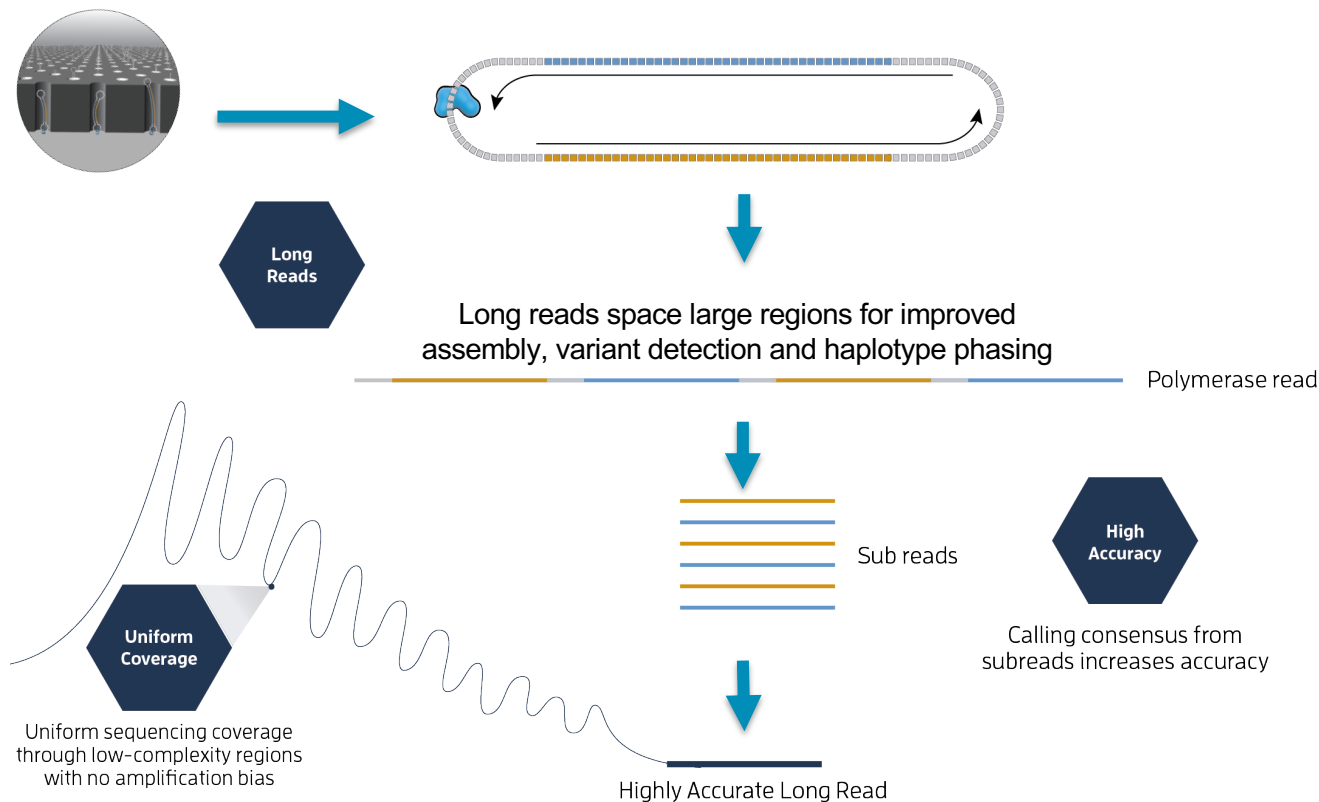 Long
Reads
Long reads space large regions for improved
assembly, variant detection and haplotype phasing
Polymerase read
Sub reads
High
Accuracy
Calling consensus from
subreads increases accuracy
Uniform
Coverage
Uniform sequencing coverage
through low-complexity regions
with no amplification bias
Highly Accurate Long Read